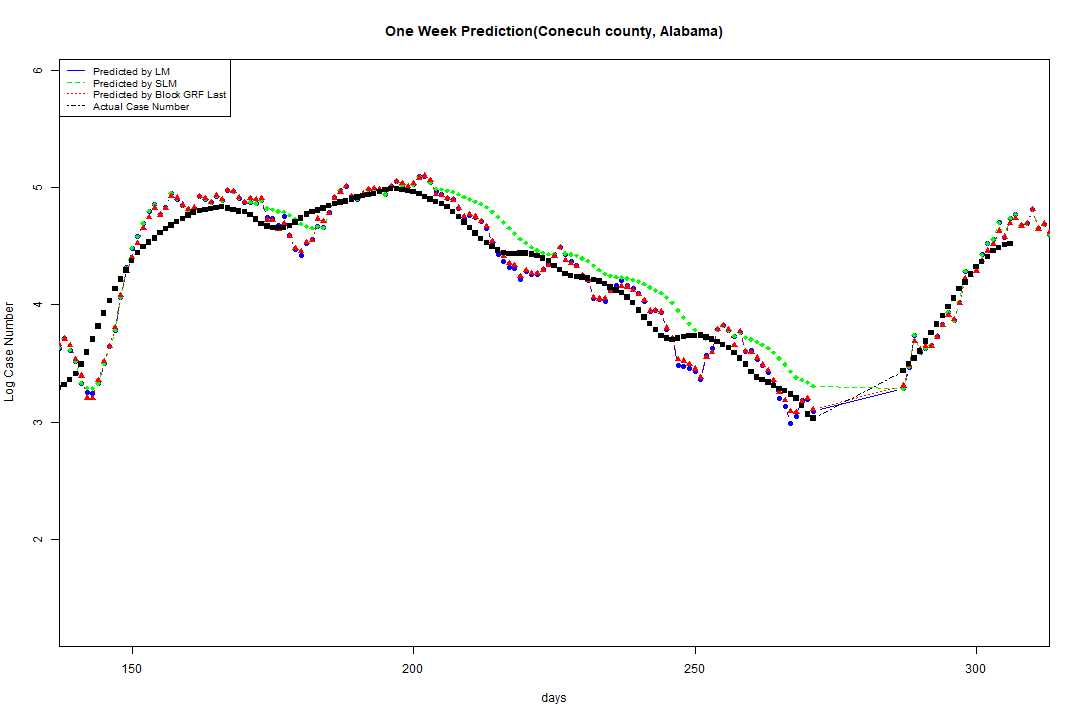 One Week Prediction(Conecuh county, Alabama)
Predicted by LM
Predicted by SLM
Predicted by Block GRF Last
Actual Case Number
6
5
4
3
2
Log Case Number
150
200
250
300
days